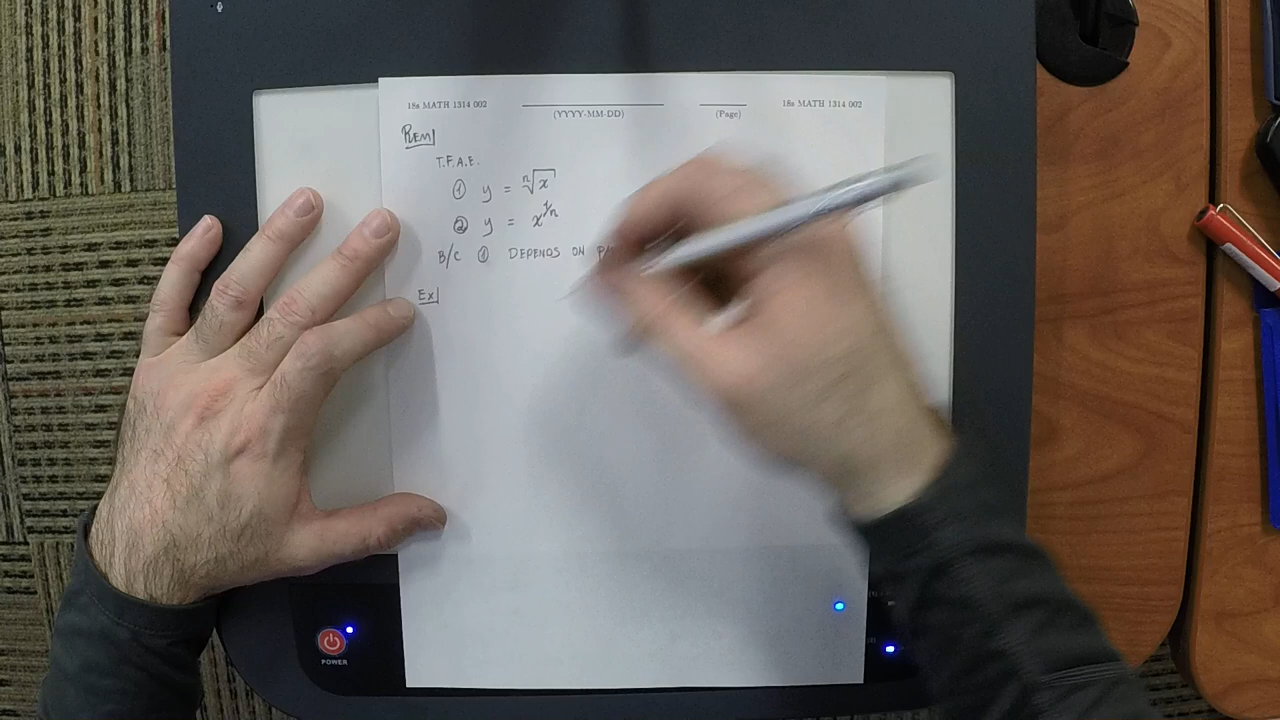 18s MATH 1314 002 (YYYY-MM-DD) (Page) 18s MATH 1314 002
REM
T.F.A.E.
① y = ⁿ√x
② y = x^1/n
B/C ① DEPENDS ON
Ex
POWER